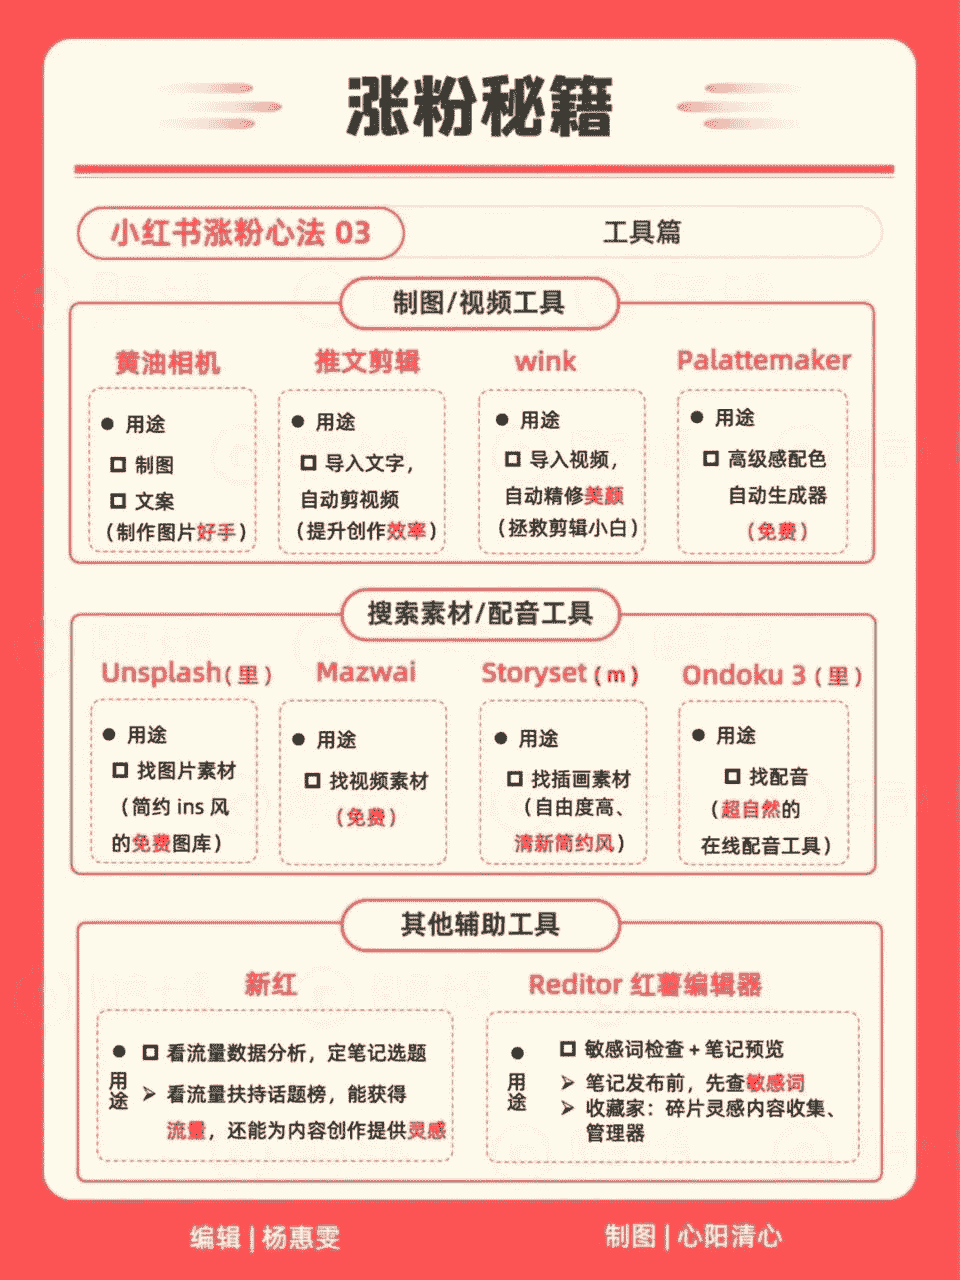 涨粉秘籍
小红书涨粉心法 03
工具篇
制图/视频工具
黄油相机
● 用途
制图
文案
（制作图片好手）
推文剪辑
● 用途
导入文字，
自动剪视频
（提升创作效率）
wink
● 用途
导入视频，
自动精修美颜
（拯救剪辑小白）
Palattemaker
● 用途
高级感配色
自动生成器
（免费）
搜索素材/配音工具
Unsplash（里）
● 用途
找图片素材
（简约 ins 风
的免费图库）
Mazwai
● 用途
找视频素材
（免费）
Storyset（m）
● 用途
找插画素材
（自由度高、
清新简约风）
Ondoku 3（里）
● 用途
找配音
（超自然的
在线配音工具）
其他辅助工具
新红
● 用途
看流量数据分析，定笔记选题
看流量扶持话题榜，能获得
流量，还能为内容创作提供灵感
Reditor 红薯编辑器
● 用途
敏感词检查 + 笔记预览
笔记发布前，先查敏感词
收藏家：碎片灵感内容收集、
管理器
编辑 | 杨惠雯
制图 | 心阳清心